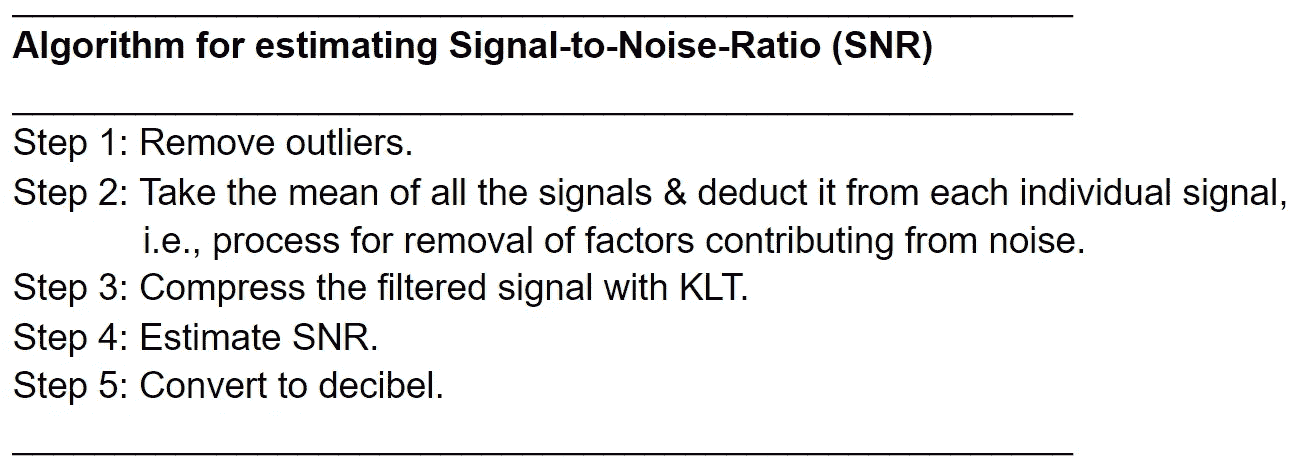 Algorithm for estimating Signal-to-Noise-Ratio (SNR)
Step 1: Remove outliers.
Step 2: Take the mean of all the signals & deduct it from each individual signal,
i.e., process for removal of factors contributing from noise.
Step 3: Compress the filtered signal with KLT.
Step 4: Estimate SNR.
Step 5: Convert to decibel.